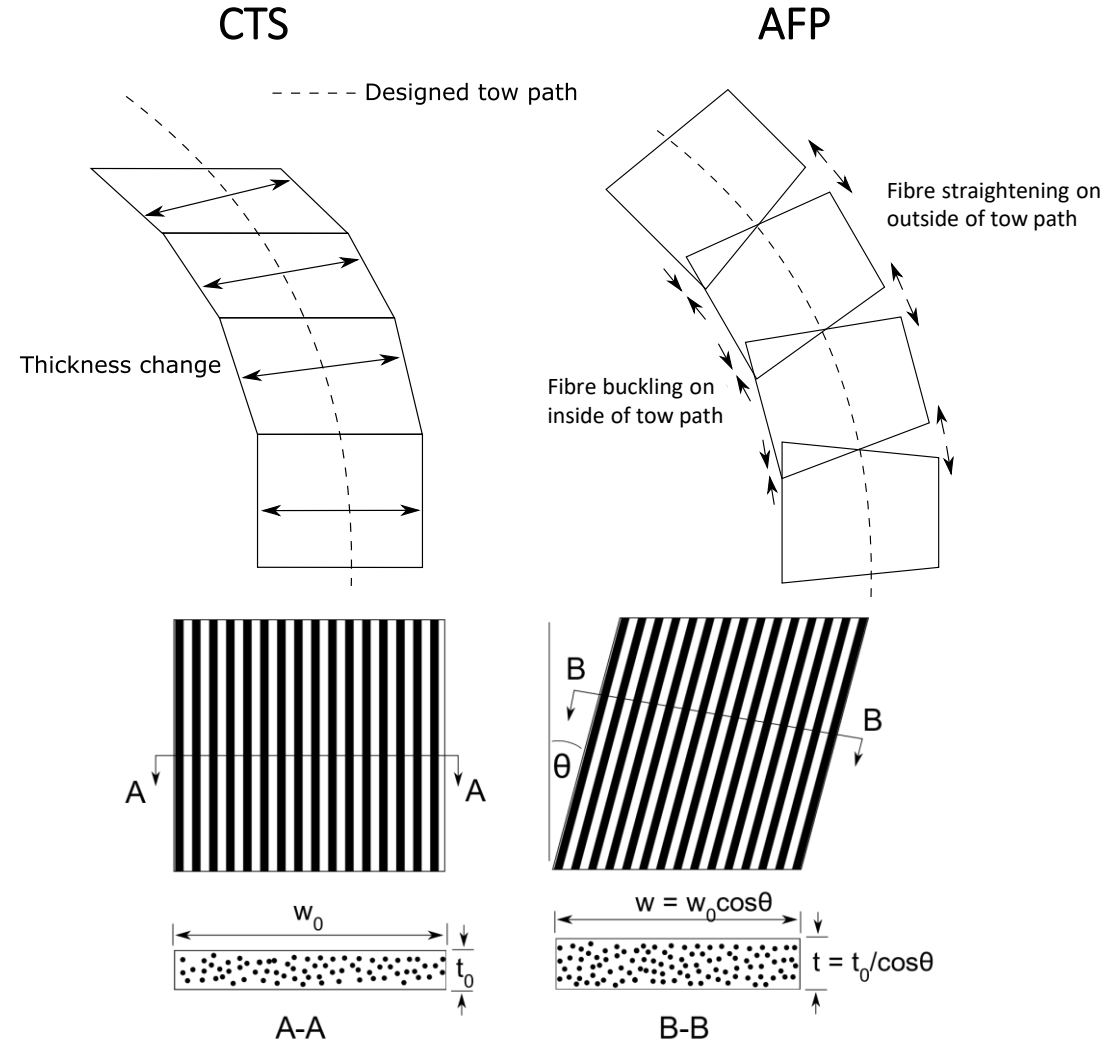 CTS
AFP
Designed tow path
Fibre straightening on
outside of tow path
Thickness change
Fibre buckling on
inside of tow path
A
A
B
B
θ
w₀
t₀
A-A
w = w₀cosθ
t = t₀/cosθ
B-B